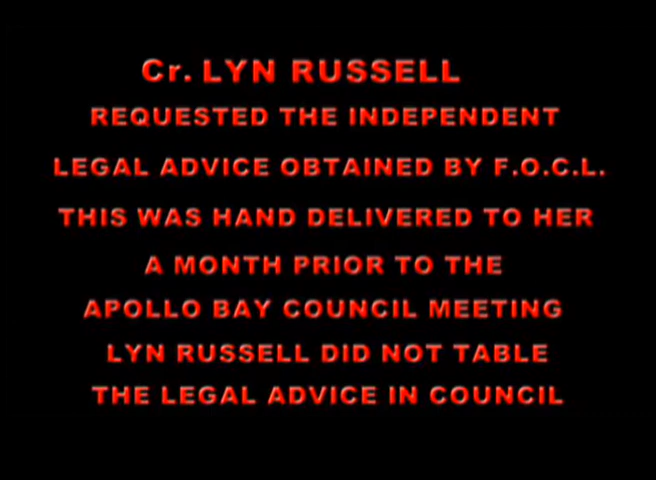 Cr. LYN RUSSELL
REQUESTED THE INDEPENDENT
LEGAL ADVICE OBTAINED BY F.O.C.L.
THIS WAS HAND DELIVERED TO HER
A MONTH PRIOR TO THE
APOLLO BAY COUNCIL MEETING
LYN RUSSELL DID NOT TABLE
THE LEGAL ADVICE IN COUNCIL